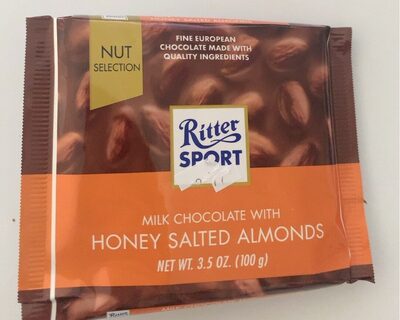 NUT
SELECTION
FINE EUROPEAN
CHOCOLATE MADE WITH
QUALITY INGREDIENTS
Ritter
SPORT
MILK CHOCOLATE WITH
HONEY SALTED ALMONDS
NET WT. 3.5 OZ. (100 g)